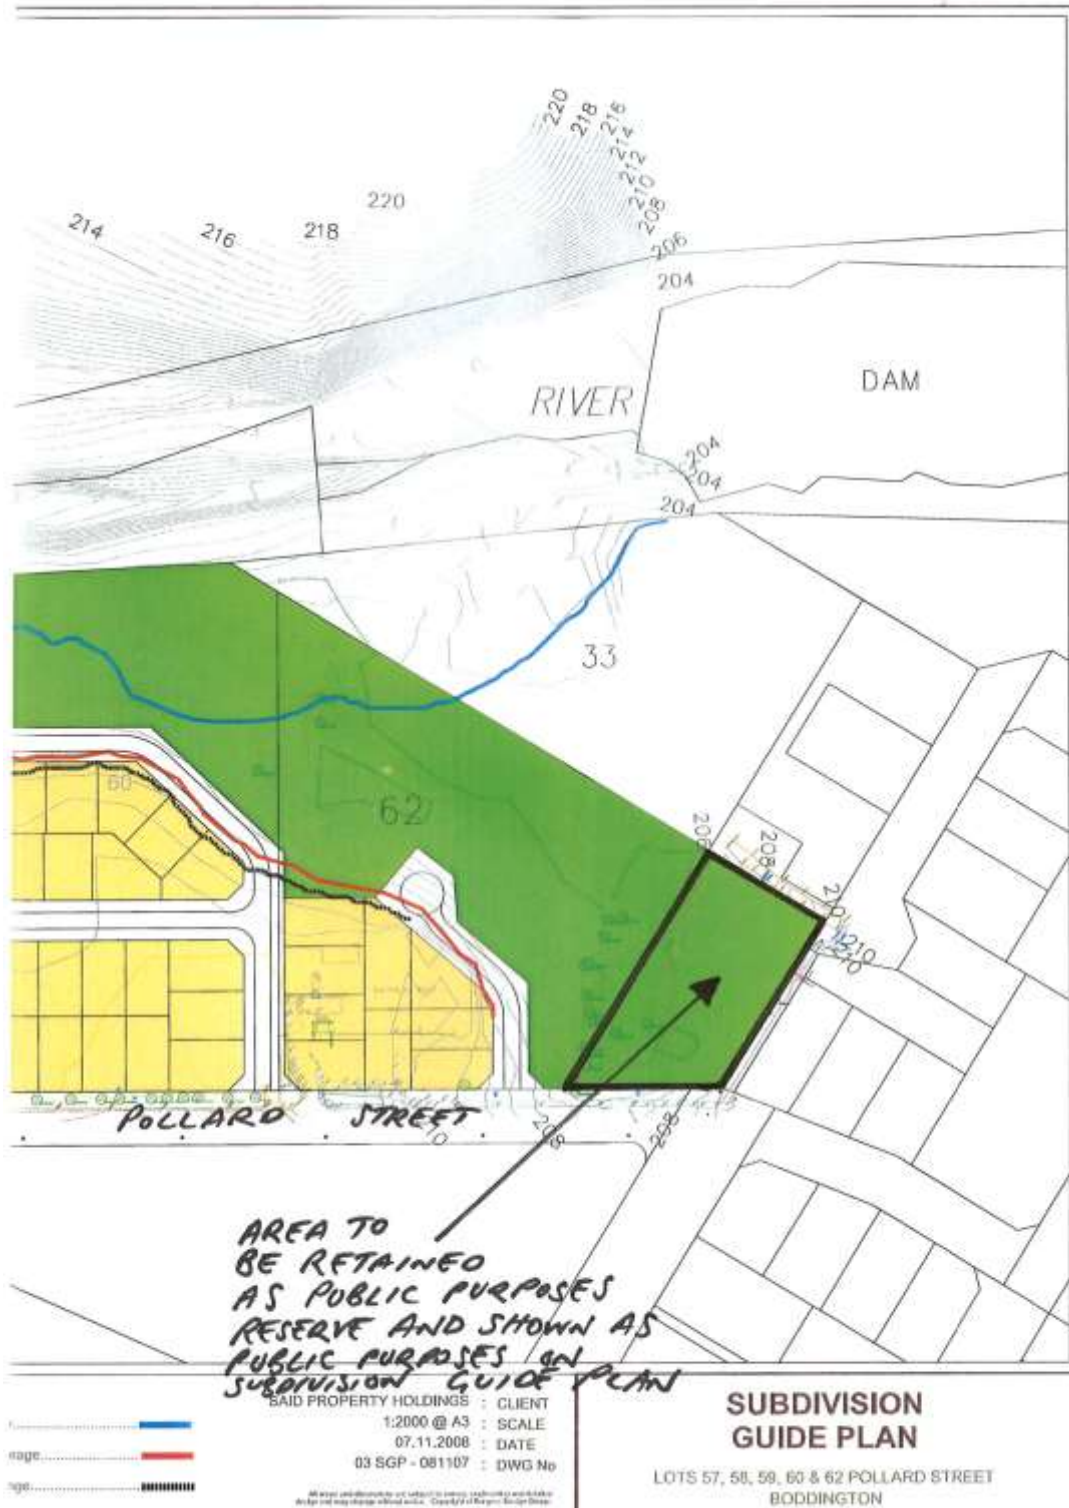 220
218
216
214
212
210
208
206
204
220
214
216
218
RIVER
DAM
204
204
204
33
60
62
206
208
210
210
210
POLLARD STREET
210
208
208
AREA TO
BE RETAINED
AS PUBLIC PURPOSES
RESERVE AND SHOWN AS
PUBLIC PURPOSES ON
SUBDIVISION GUIDE PLAN
SAID PROPERTY HOLDINGS : CLIENT
1:2000 @ A3 : SCALE
07.11.2008 : DATE
03 SGP - 081107 : DWG No
SUBDIVISION
GUIDE PLAN
LOTS 57, 58, 59, 60 & 62 POLLARD STREET
BODDINGTON